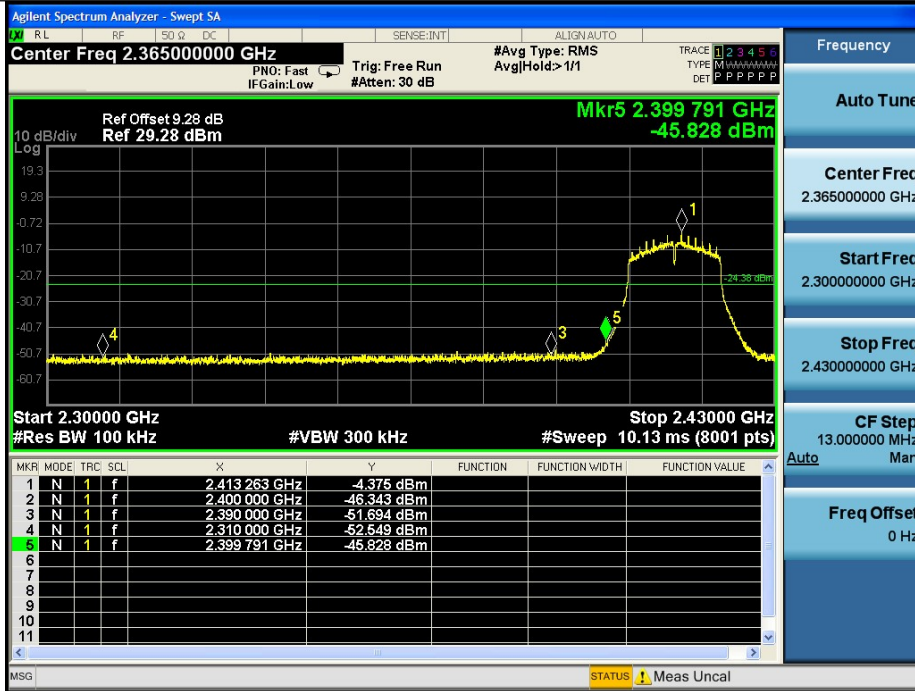 Agilent Spectrum Analyzer - Swept SA
LXI RL RF 50 Ω DC SENSE:INT ALIGN AUTO
Center Freq 2.365000000 GHz
PNO: Fast
IFGain:Low
Trig: Free Run
#Atten: 30 dB
#Avg Type: RMS
Avg|Hold:>1/1
TRACE 1 2 3 4 5 6
TYPE M
DET P P P P P P
Ref Offset 9.28 dB
10 dB/div Ref 29.28 dBm
Log
Mkr5 2.399 791 GHz
-45.828 dBm
19.3
9.28
-0.72
-10.7
-20.7
-30.7
-40.7
-50.7
-60.7
1
-24.38 dBm
5
4
3
Start 2.30000 GHz Stop 2.43000 GHz
#Res BW 100 kHz #VBW 300 kHz #Sweep 10.13 ms (8001 pts)
MKR MODE TRC SCL X Y FUNCTION FUNCTION WIDTH FUNCTION VALUE
1 N 1 f 2.413 263 GHz -4.375 dBm
2 N 1 f 2.400 000 GHz -46.343 dBm
3 N 1 f 2.390 000 GHz -51.694 dBm
4 N 1 f 2.310 000 GHz -52.549 dBm
5 N 1 f 2.399 791 GHz -45.828 dBm
6
7
8
9
10
11
MSG STATUS Meas Uncal
Frequency
Auto Tune
Center Freq
2.365000000 GHz
Start Freq
2.300000000 GHz
Stop Freq
2.430000000 GHz
CF Step
13.000000 MHz
Auto Man
Freq Offset
0 Hz